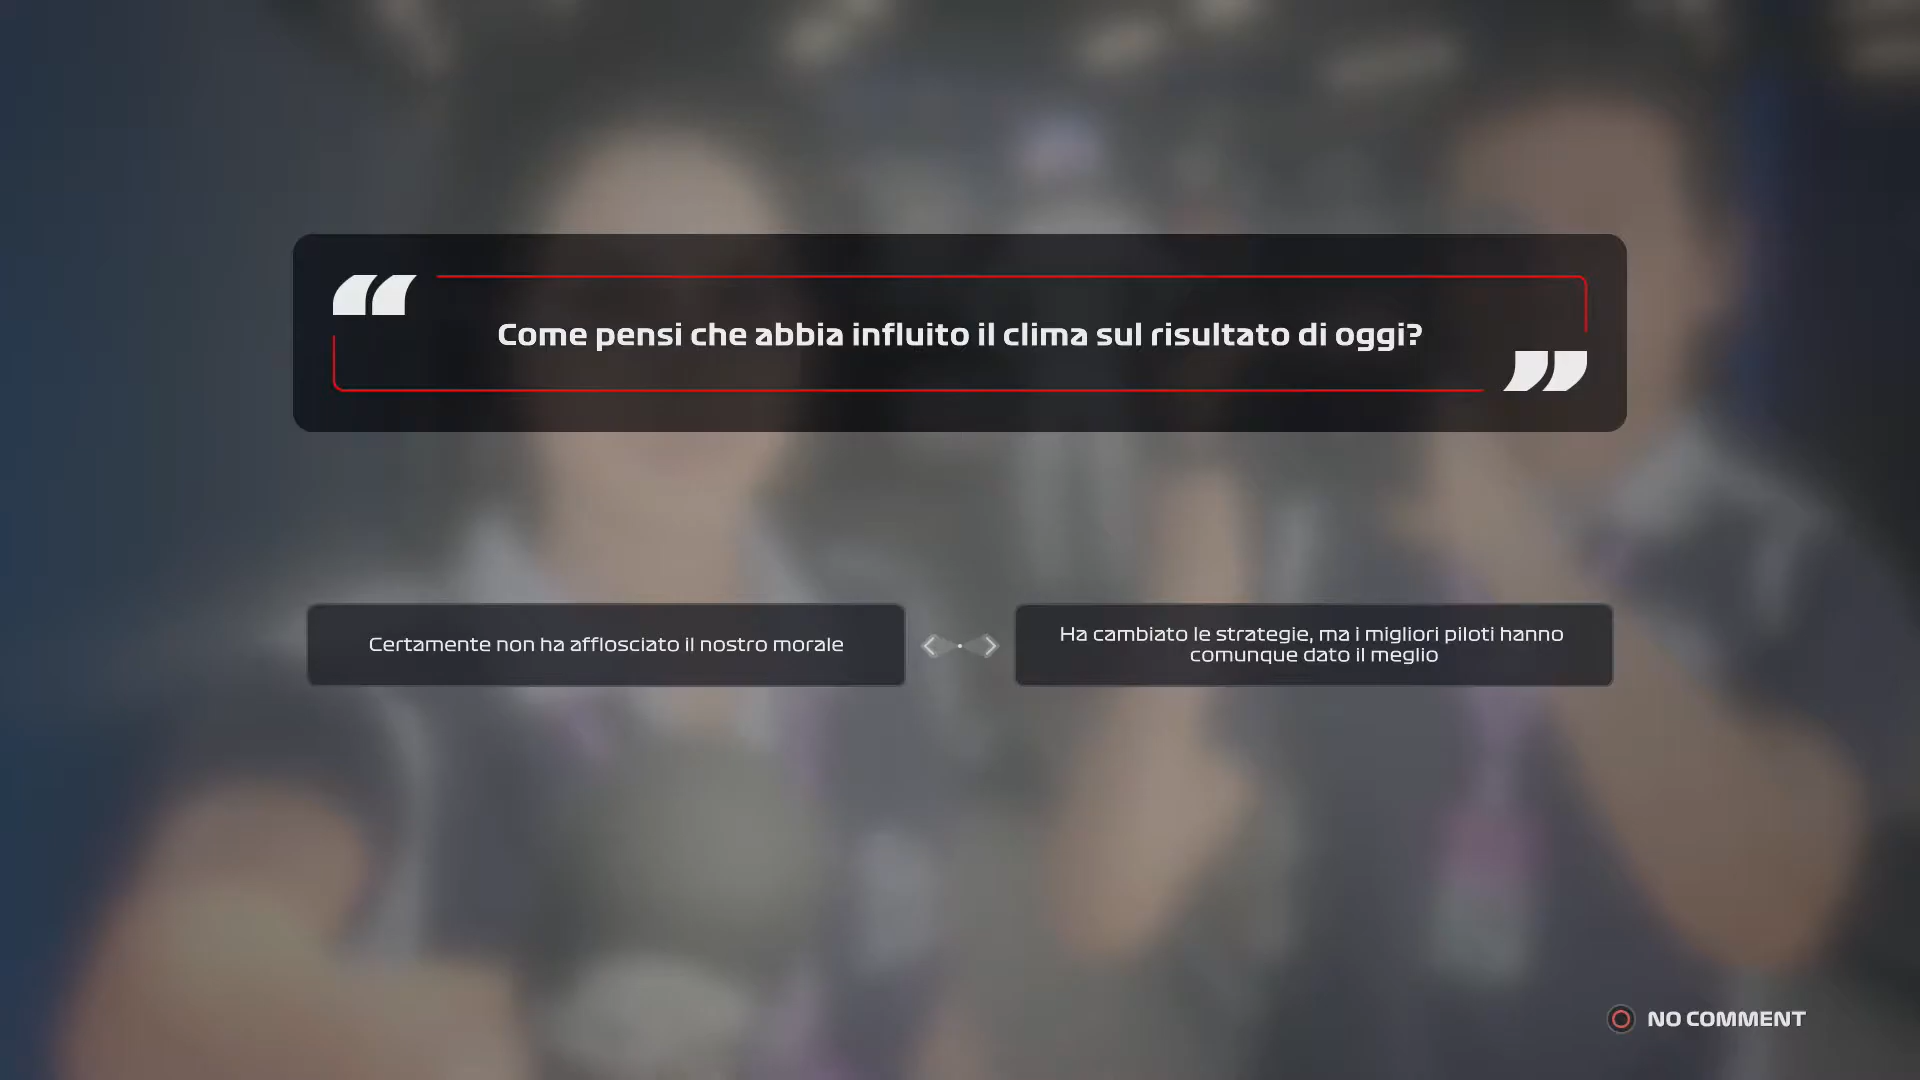 Come pensi che abbia influito il clima sul risultato di oggi?
Certamente non ha afflosciato il nostro morale
Ha cambiato le strategie, ma i migliori piloti hanno
comunque dato il meglio
NO COMMENT